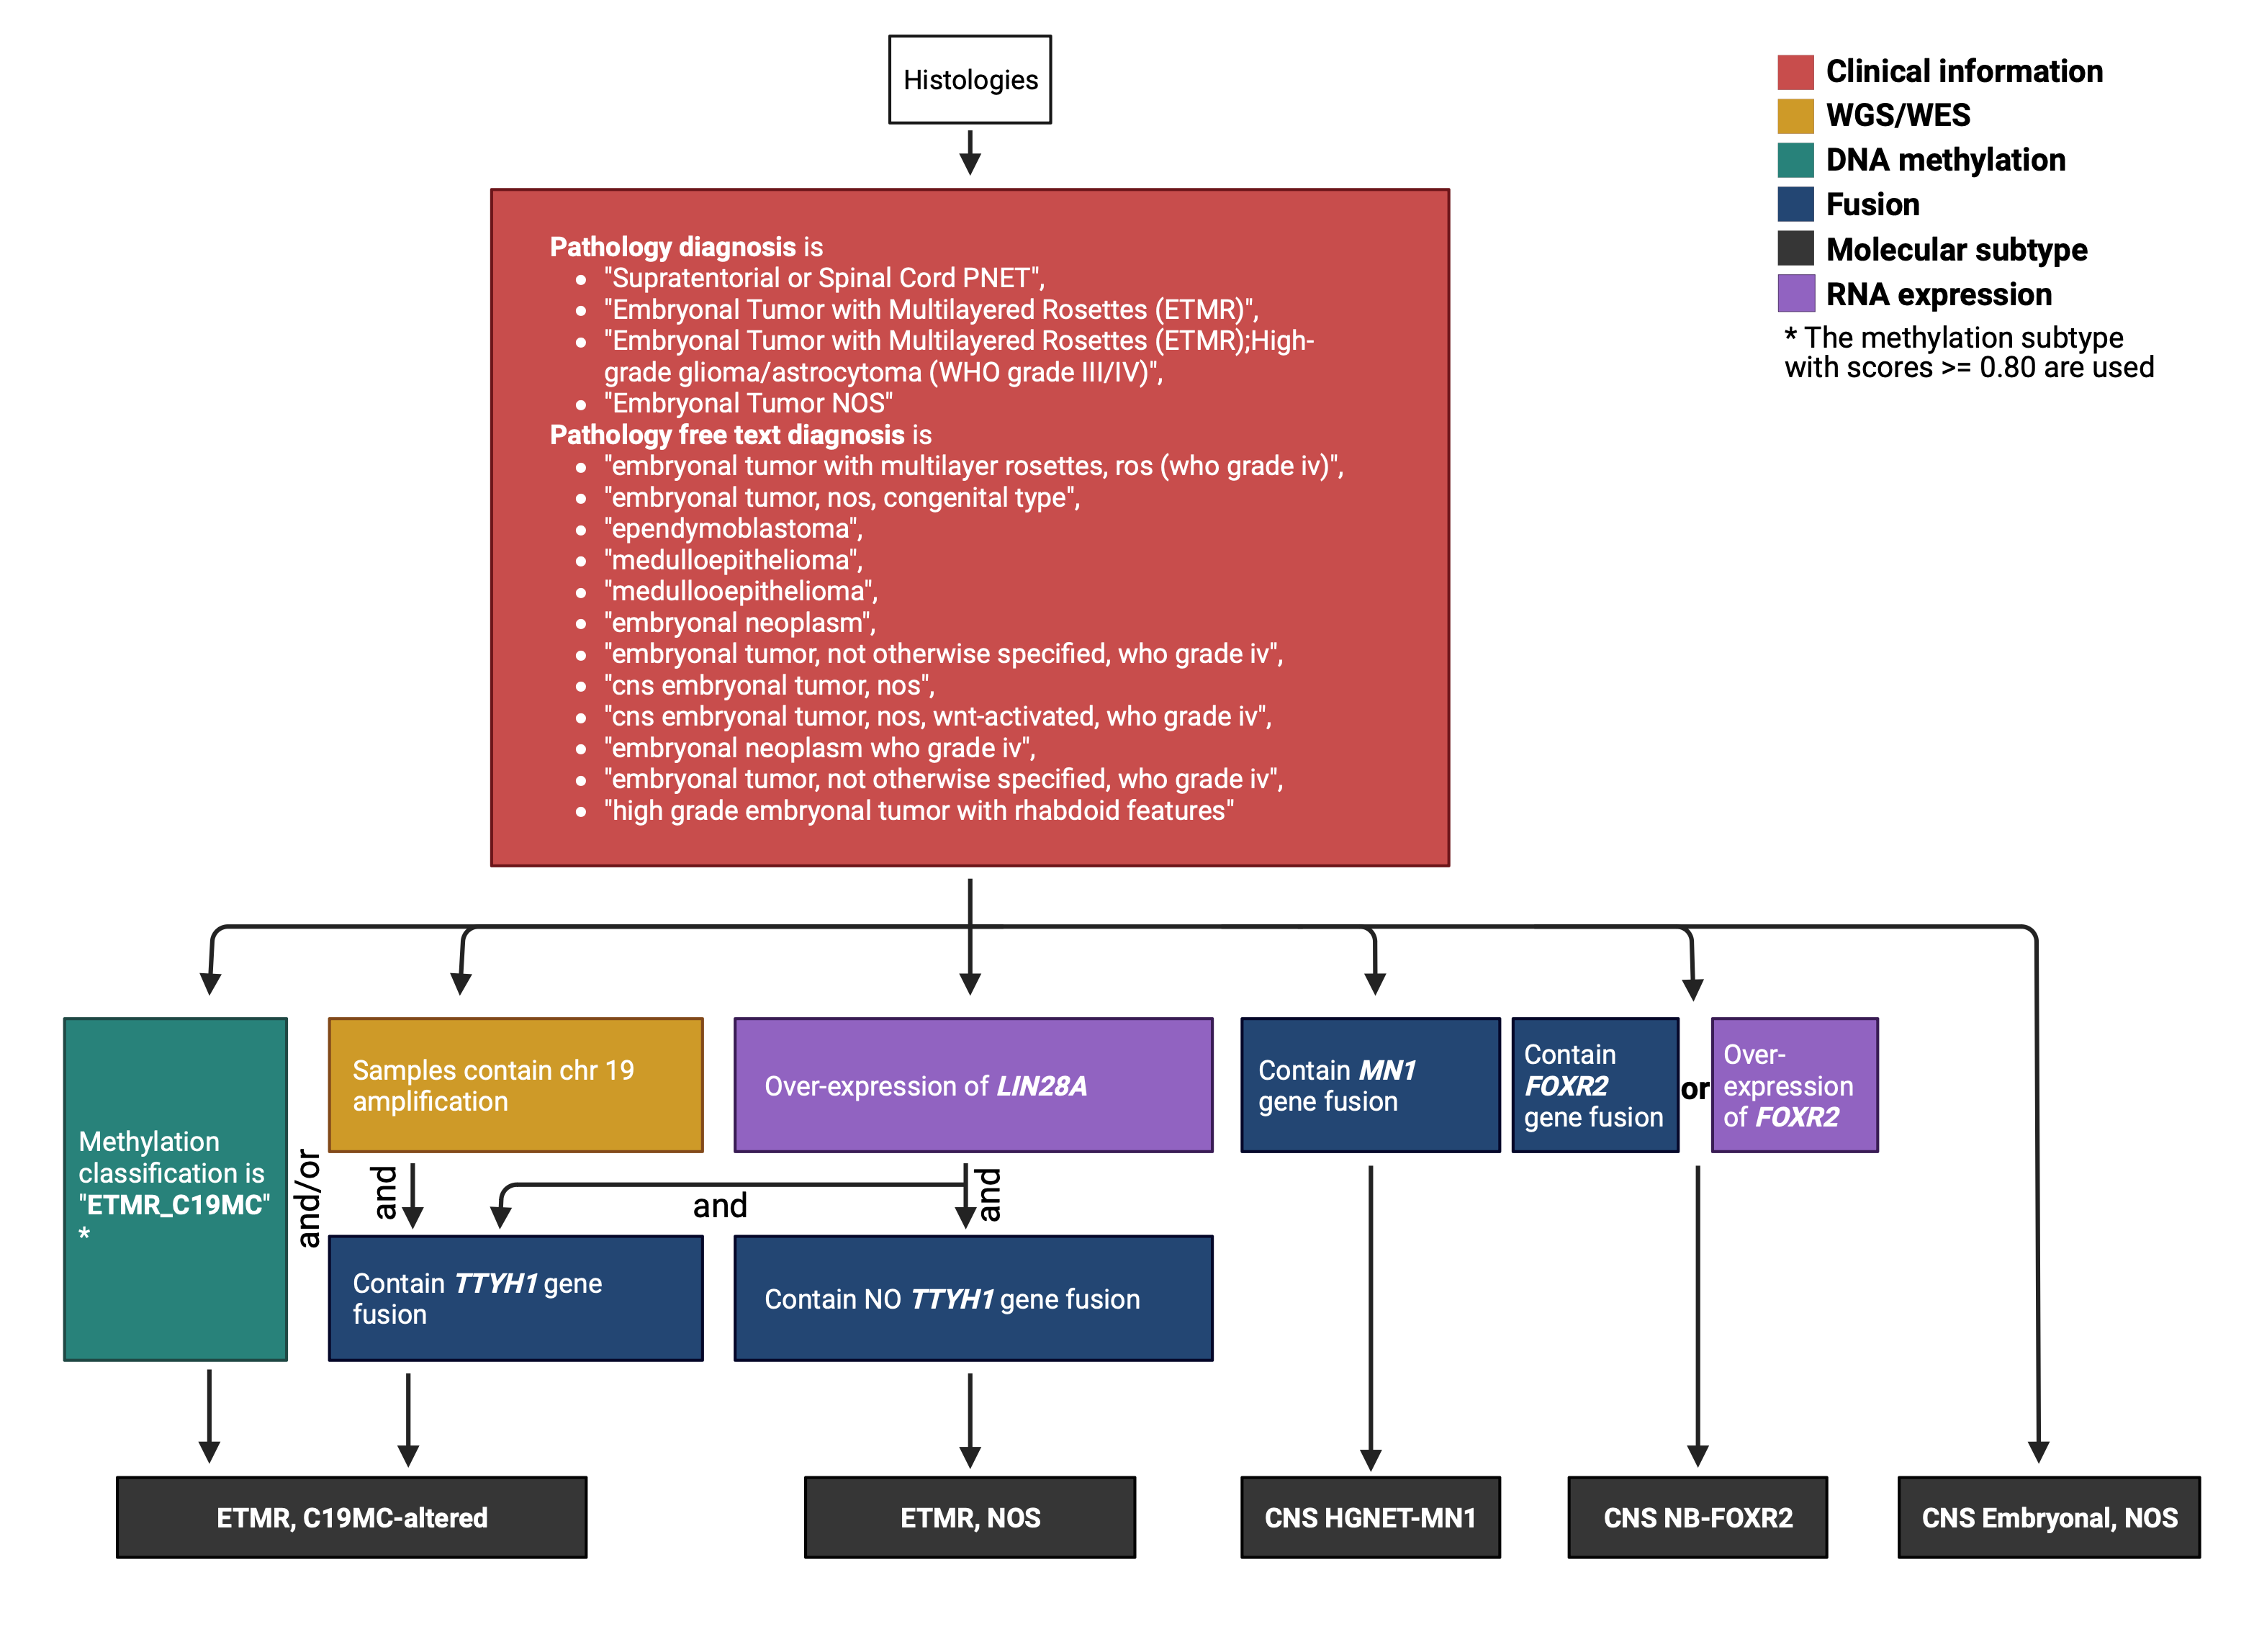 Histologies
Clinical information
WGS/WES
DNA methylation
Fusion
Molecular subtype
RNA expression
* The methylation subtype
with scores >= 0.80 are used
Pathology diagnosis is
• "Supratentorial or Spinal Cord PNET",
• "Embryonal Tumor with Multilayered Rosettes (ETMR)",
• "Embryonal Tumor with Multilayered Rosettes (ETMR);High-
grade glioma/astrocytoma (WHO grade III/IV)",
• "Embryonal Tumor NOS"
Pathology free text diagnosis is
• "embryonal tumor with multilayer rosettes, ros (who grade iv)",
• "embryonal tumor, nos, congenital type",
• "ependymoblastoma",
• "medulloepithelioma",
• "medullooepithelioma",
• "embryonal neoplasm",
• "embryonal tumor, not otherwise specified, who grade iv",
• "cns embryonal tumor, nos",
• "cns embryonal tumor, nos, wnt-activated, who grade iv",
• "embryonal neoplasm who grade iv",
• "embryonal tumor, not otherwise specified, who grade iv",
• "high grade embryonal tumor with rhabdoid features"
Methylation
classification is
"ETMR_C19MC"
*
and/or
Samples contain chr 19
amplification
and
Contain TTYH1 gene
fusion
Over-expression of LIN28A
and
and
Contain NO TTYH1 gene fusion
Contain MN1
gene fusion
Contain
FOXR2
gene fusion
or
Over-
expression
of FOXR2
ETMR, C19MC-altered
ETMR, NOS
CNS HGNET-MN1
CNS NB-FOXR2
CNS Embryonal, NOS